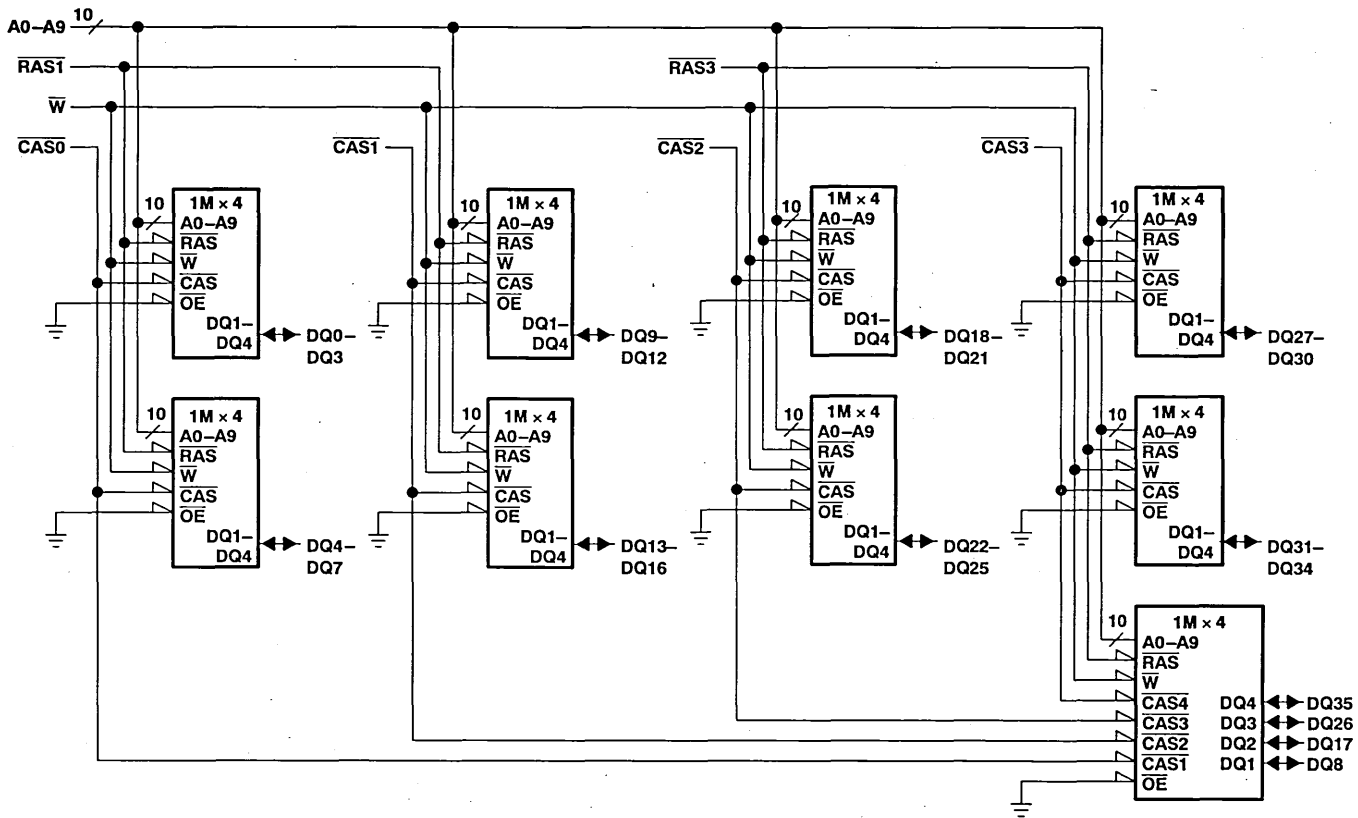 10
A0–A9
RAS1
RAS3
W
CAS0
CAS1
CAS2
CAS3
10
1M × 4
A0–A9
RAS
W
CAS
OE
DQ1–
DQ4
DQ0–
DQ3
10
1M × 4
A0–A9
RAS
W
CAS
OE
DQ1–
DQ4
DQ9–
DQ12
10
1M × 4
A0–A9
RAS
W
CAS
OE
DQ1–
DQ4
DQ18–
DQ21
10
1M × 4
A0–A9
RAS
W
CAS
OE
DQ1–
DQ4
DQ27–
DQ30
10
1M × 4
A0–A9
RAS
W
CAS
OE
DQ1–
DQ4
DQ4–
DQ7
10
1M × 4
A0–A9
RAS
W
CAS
OE
DQ1–
DQ4
DQ13–
DQ16
10
1M × 4
A0–A9
RAS
W
CAS
OE
DQ1–
DQ4
DQ22–
DQ25
10
1M × 4
A0–A9
RAS
W
CAS
OE
DQ1–
DQ4
DQ31–
DQ34
10
1M × 4
A0–A9
RAS
W
CAS4 DQ4 DQ35
CAS3 DQ3 DQ26
CAS2 DQ2 DQ17
CAS1 DQ1 DQ8
OE